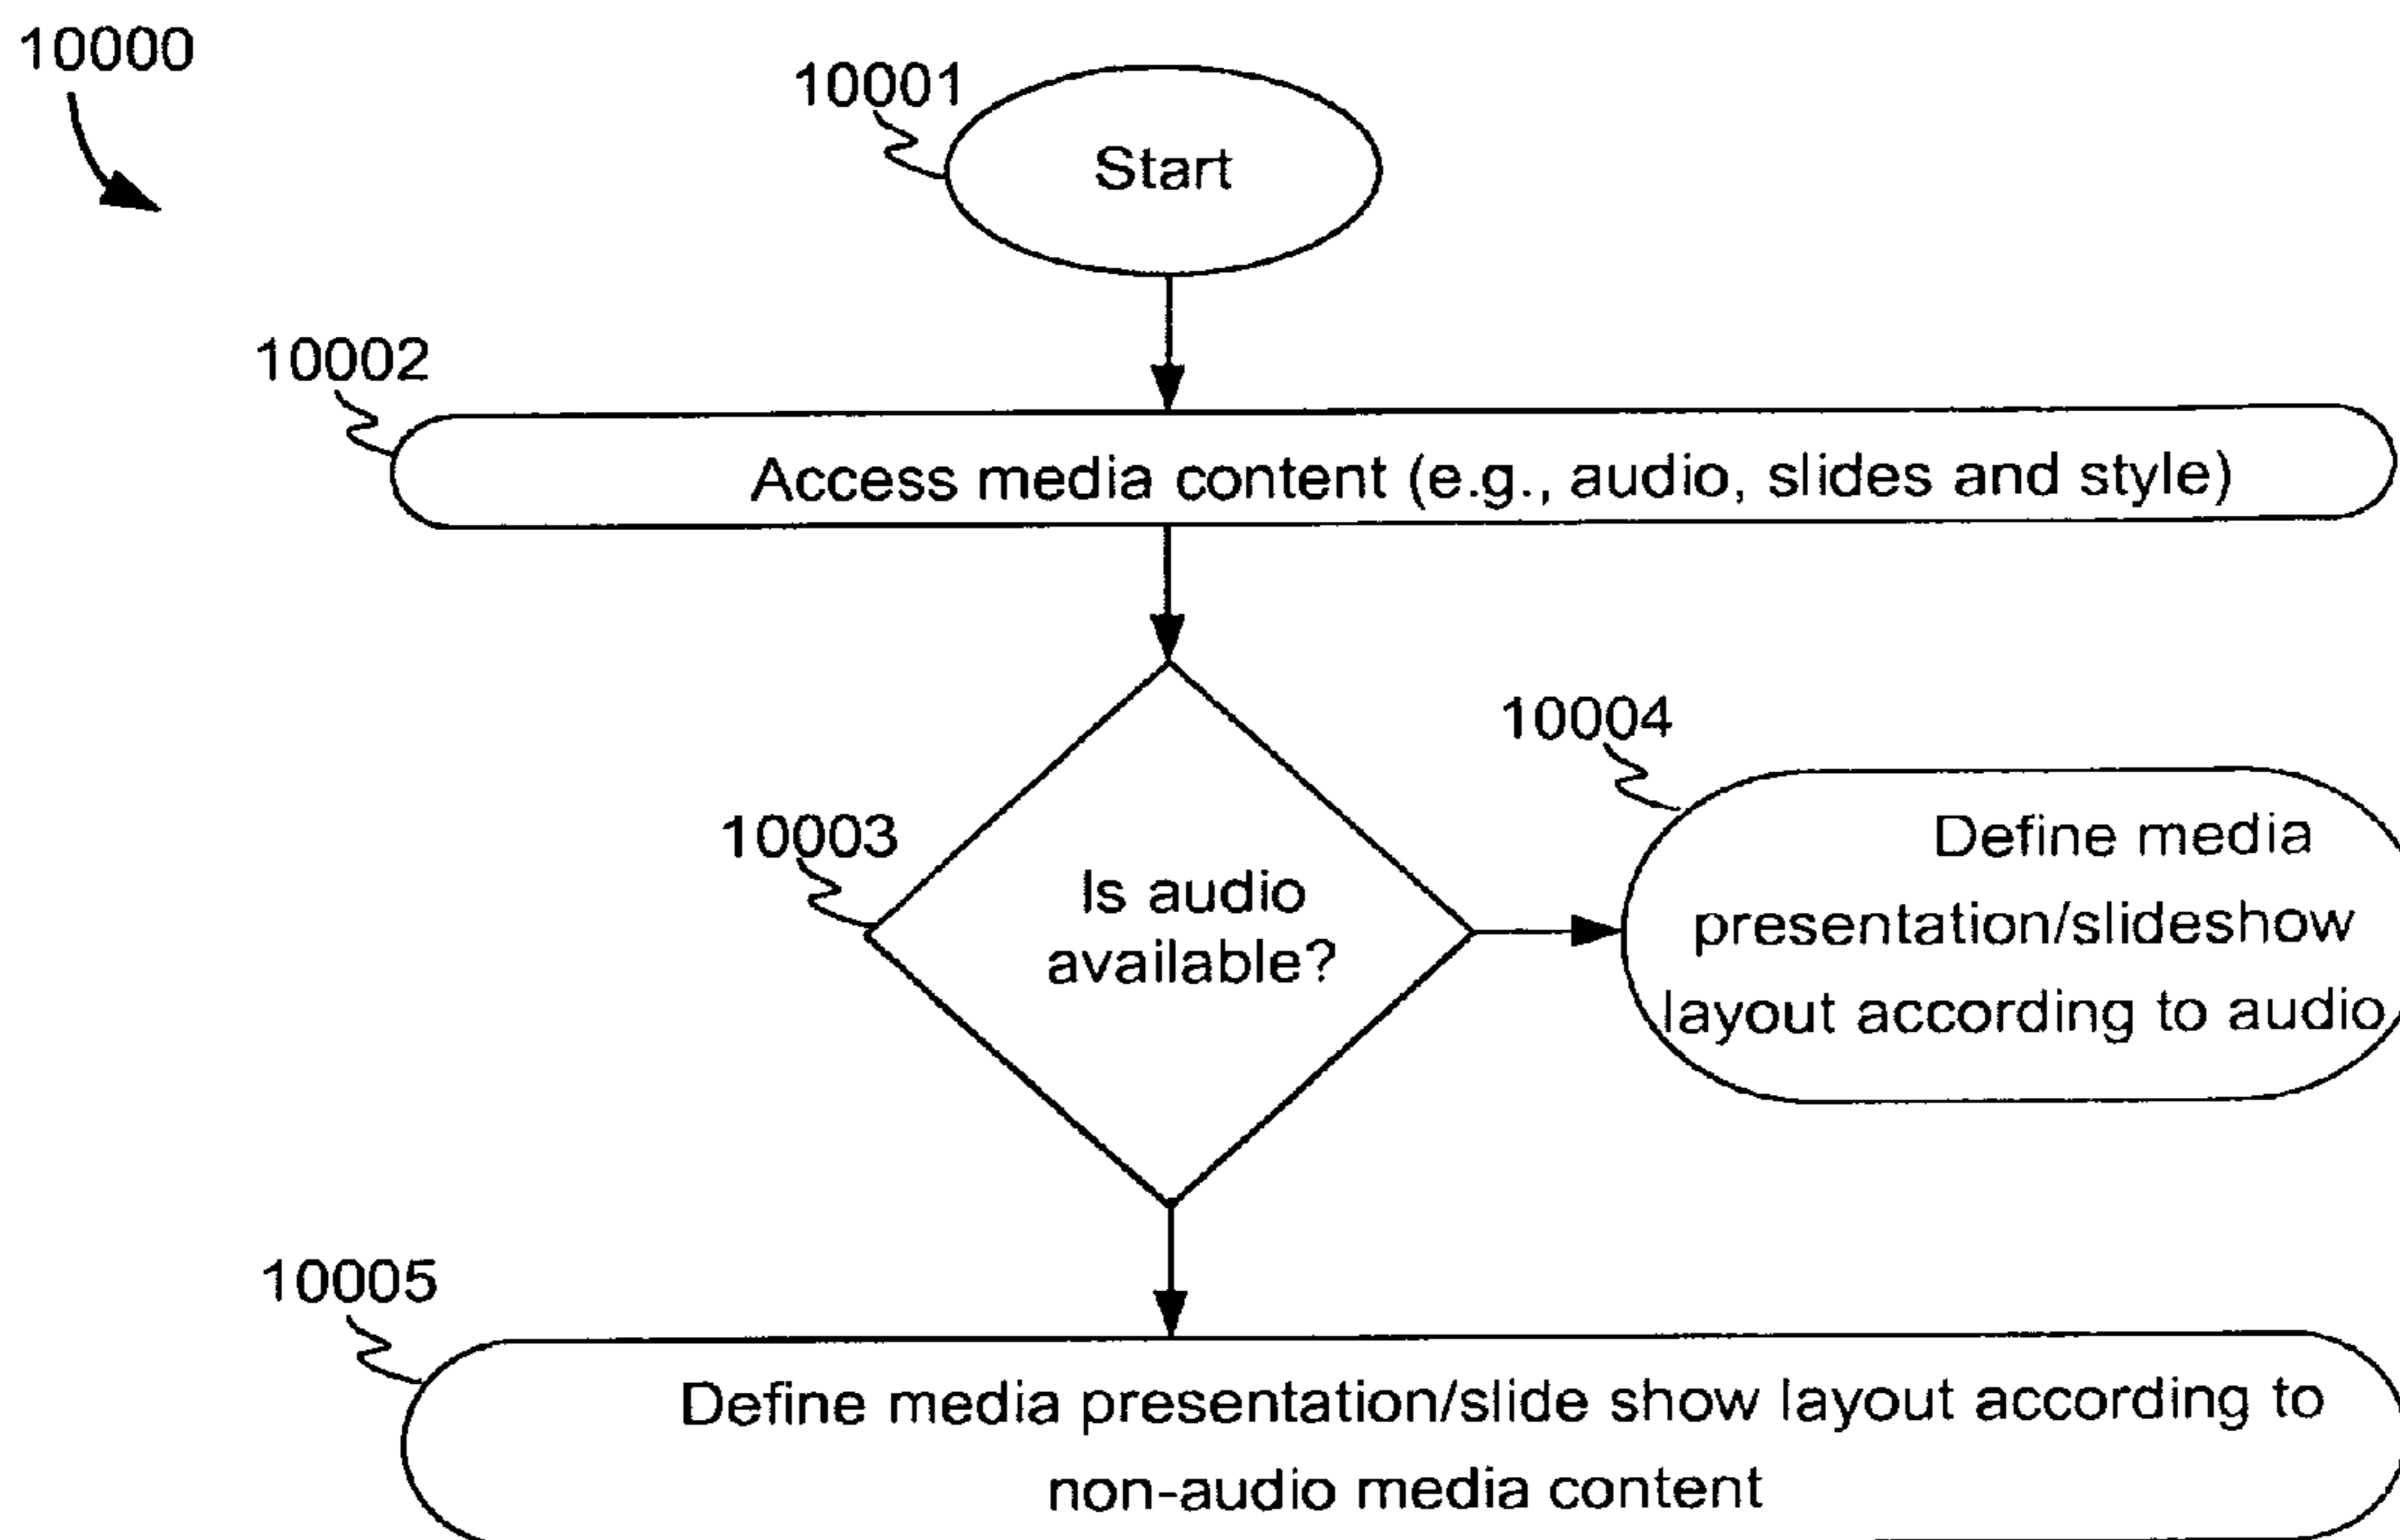 10000
10001
Start
10002
Access media content (e.g., audio, slides and style)
10003
Is audio
available?
10004
Define media
presentation/slideshow
layout according to audio
10005
Define media presentation/slide show layout according to
non-audio media content